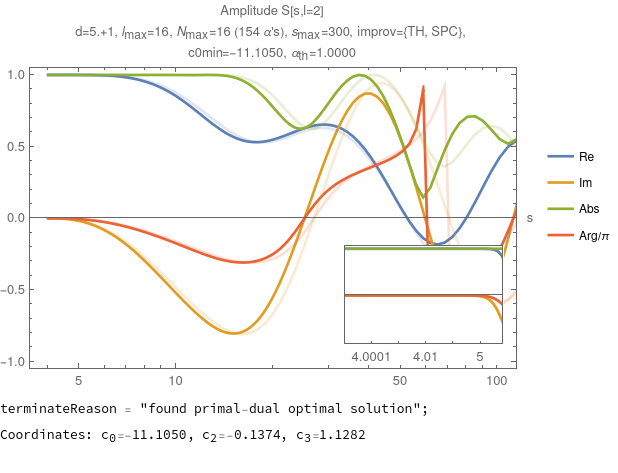 Amplitude S[s,l=2]
d=5.+1, lmax=16, Nmax=16 (154 α's), smax=300, improv={TH, SPC},
c0min=−11.1050, αth=1.0000
1.0
0.5
0.0
−0.5
−1.0
s
Re
Im
Abs
Arg/π
4.0001 4.01 5
5 10 50 100
terminateReason = "found primal-dual optimal solution";
Coordinates: c0=-11.1050, c2=-0.1374, c3=1.1282